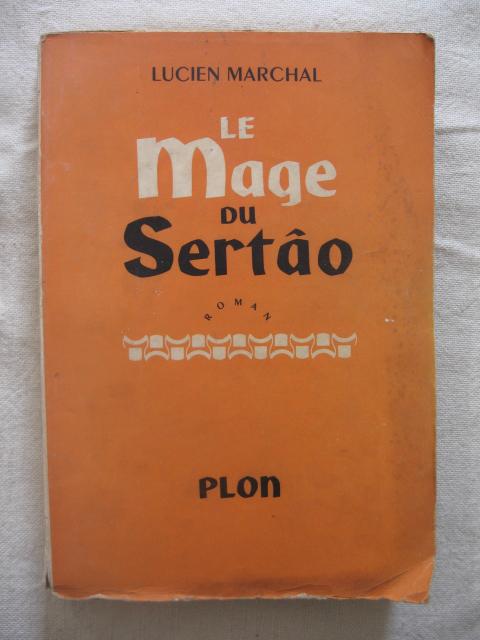 LUCIEN MARCHAL
LE
Mage
DU
Sertâo
ROMAN
PLON